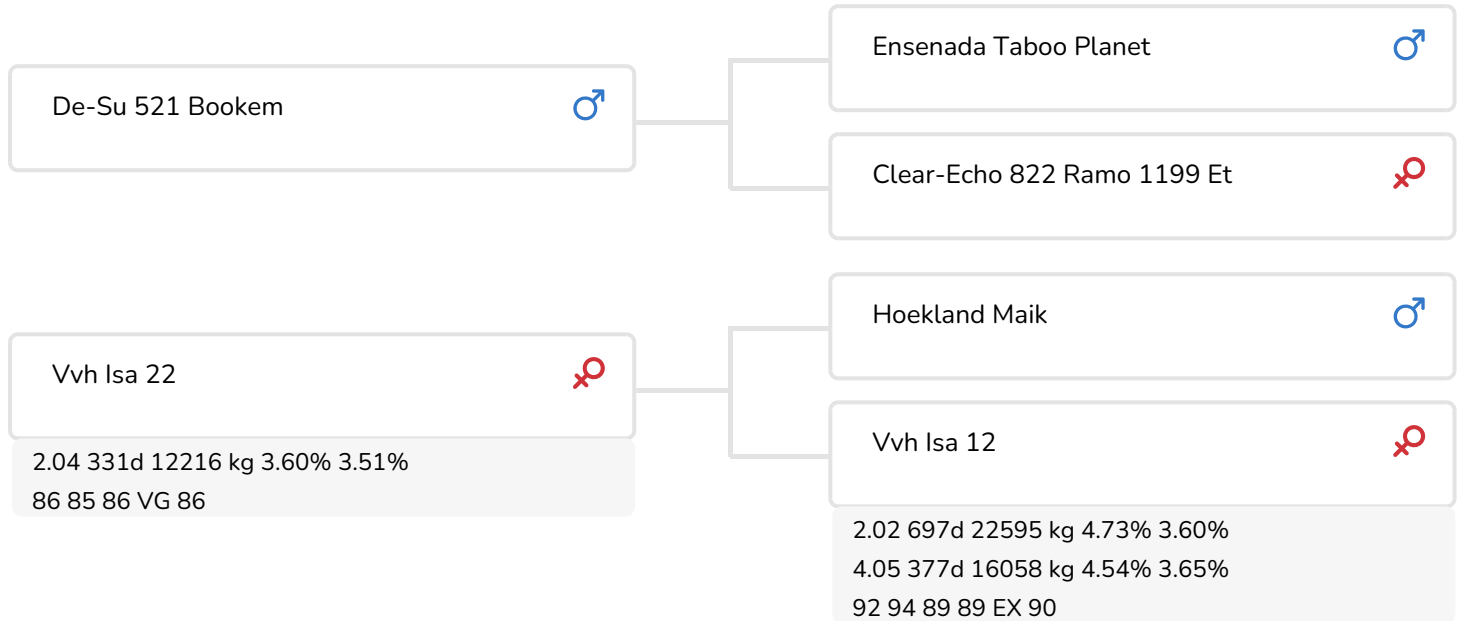 Ensenada Taboo Planet
De-Su 521 Bookem
Clear-Echo 822 Ramo 1199 Et
Hoekland Maik
Vvh Isa 22
2.04 331d 12216 kg 3.60% 3.51%
86 85 86 VG 86
Vvh Isa 12
2.02 697d 22595 kg 4.73% 3.60%
4.05 377d 16058 kg 4.54% 3.65%
92 94 89 89 EX 90